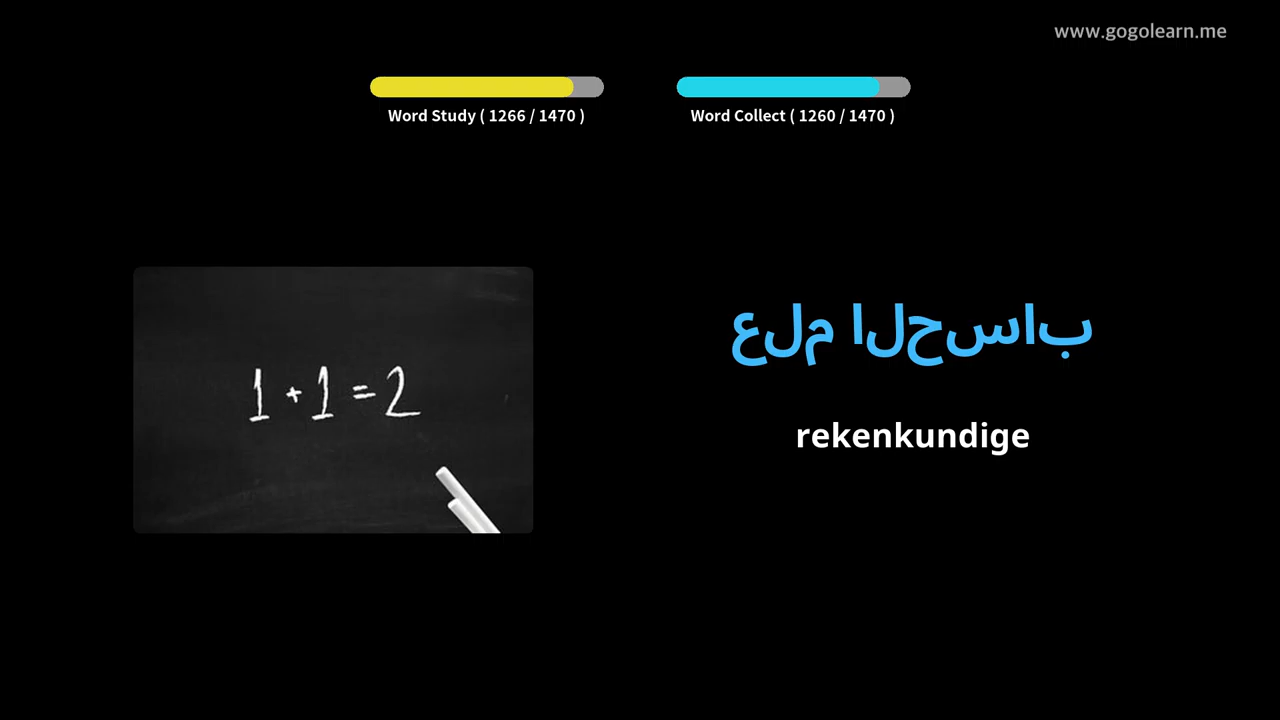 www.gogolearn.me
Word Study ( 1266 / 1470 )
Word Collect ( 1260 / 1470 )
1 + 1 = 2
علم الحساب
rekenkundige